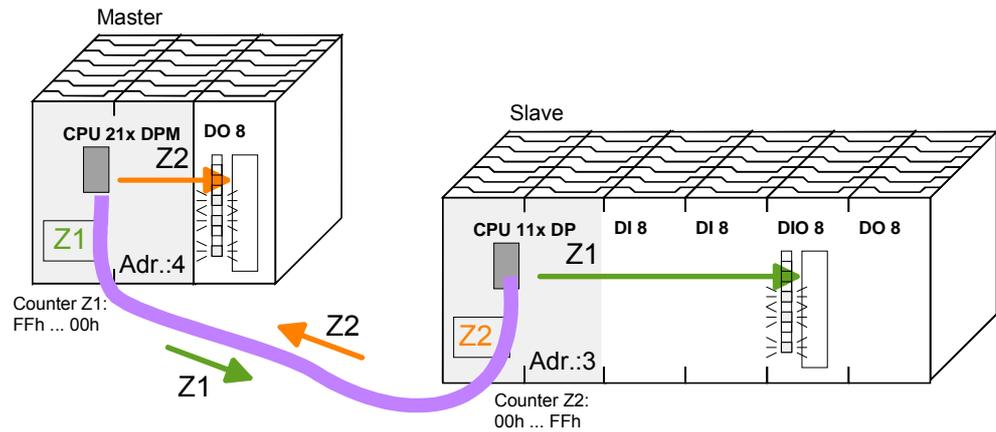 Master
CPU 21x DPM
DO 8
Z2
Z1
Adr.:4
Counter Z1:
FFh ... 00h
Z2
Z1
Slave
CPU 11x DP
DI 8
DI 8
DIO 8
DO 8
Z1
Z2
Adr.:3
Counter Z2:
00h ... FFh